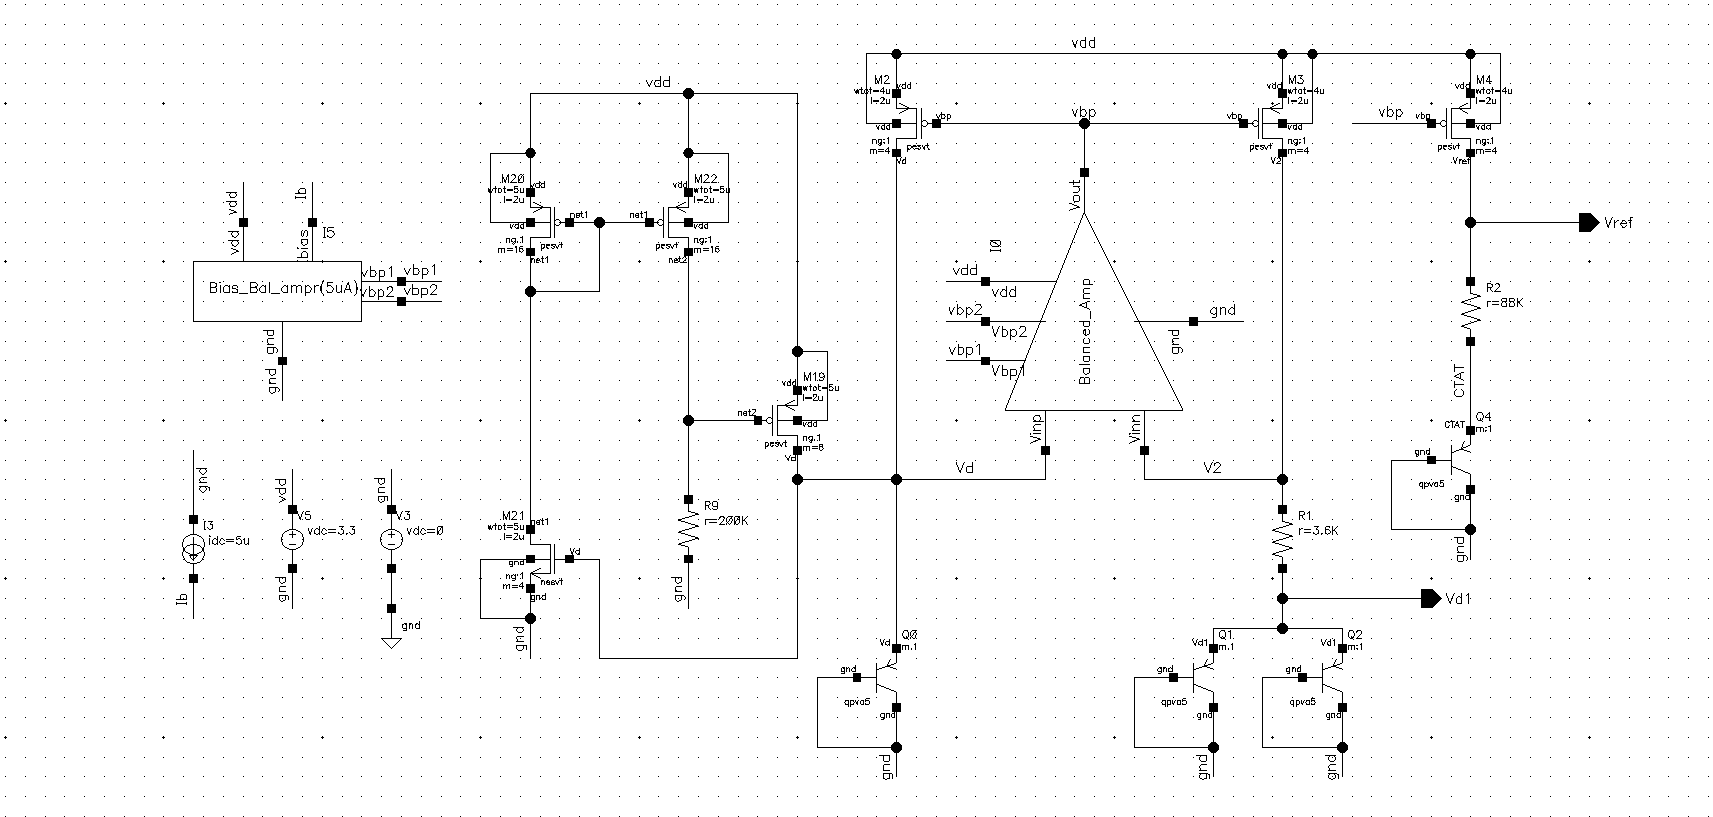 vdd
Ib
vdd
bias
I5
Bias_Bal_ampr(5uA)
vbp1
vbp1
vbp2
vbp2
gnd
gnd
gnd
I3
idc=5u
Ib
vdd
V5
vdc=3.3
gnd
gnd
V3
vdc=0
gnd
vdd
M20
vdd
wtot=5u
l=2u
vdd
net1
pesvt
ng:1
m=16
net1
M22
vdd
wtot=5u
l=2u
net1
vdd
pesvt
ng:1
m=16
net2
M19
vdd
wtot=5u
l=2u
net2
vdd
pesvt
ng:1
m=8
Vd
M21
net1
wtot=5u
l=2u
Vd
gnd
nesvt
ng:1
m=4
gnd
gnd
R9
r=200K
gnd
vdd
M2
vdd
wtot=4u
l=2u
vbp
vdd
pesvt
ng:1
m=4
Vd
vbp
M3
vdd
wtot=4u
l=2u
vbp
vdd
pesvt
ng:1
m=4
V2
M4
vdd
wtot=4u
l=2u
vbp
vbp
vdd
pesvt
ng:1
m=4
Vref
Vref
Vout
I0
vdd
vdd
vbp2
Vbp2
vbp1
Vbp1
Balanced_Amp
gnd
gnd
Vinp
Vinn
Vd
V2
R2
r=88K
CTAT
Q4
CTAT
m:1
gnd
qpva5
gnd
gnd
R1
r=3.6K
Vd1
Vd
Q0
m:1
gnd
qpva5
gnd
gnd
Vd1
Q1
m:1
gnd
qpva5
gnd
gnd
Vd1
Q2
m:1
gnd
qpva5
gnd
gnd